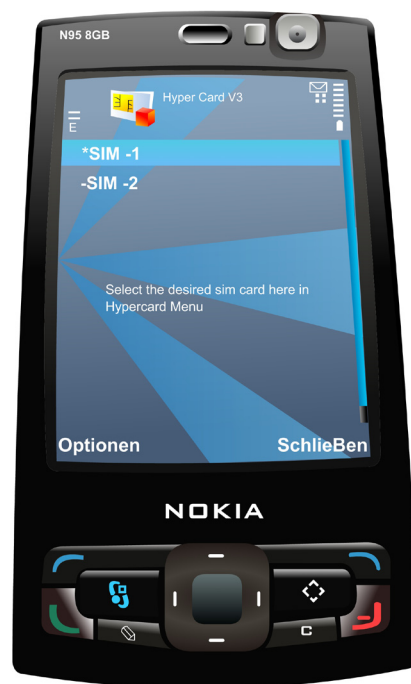 N95 8GB
Hyper Card V3
E
*SIM -1
-SIM -2
Select the desired sim card here in
Hypercard Menu
Optionen
SchlieBen
NOKIA
C